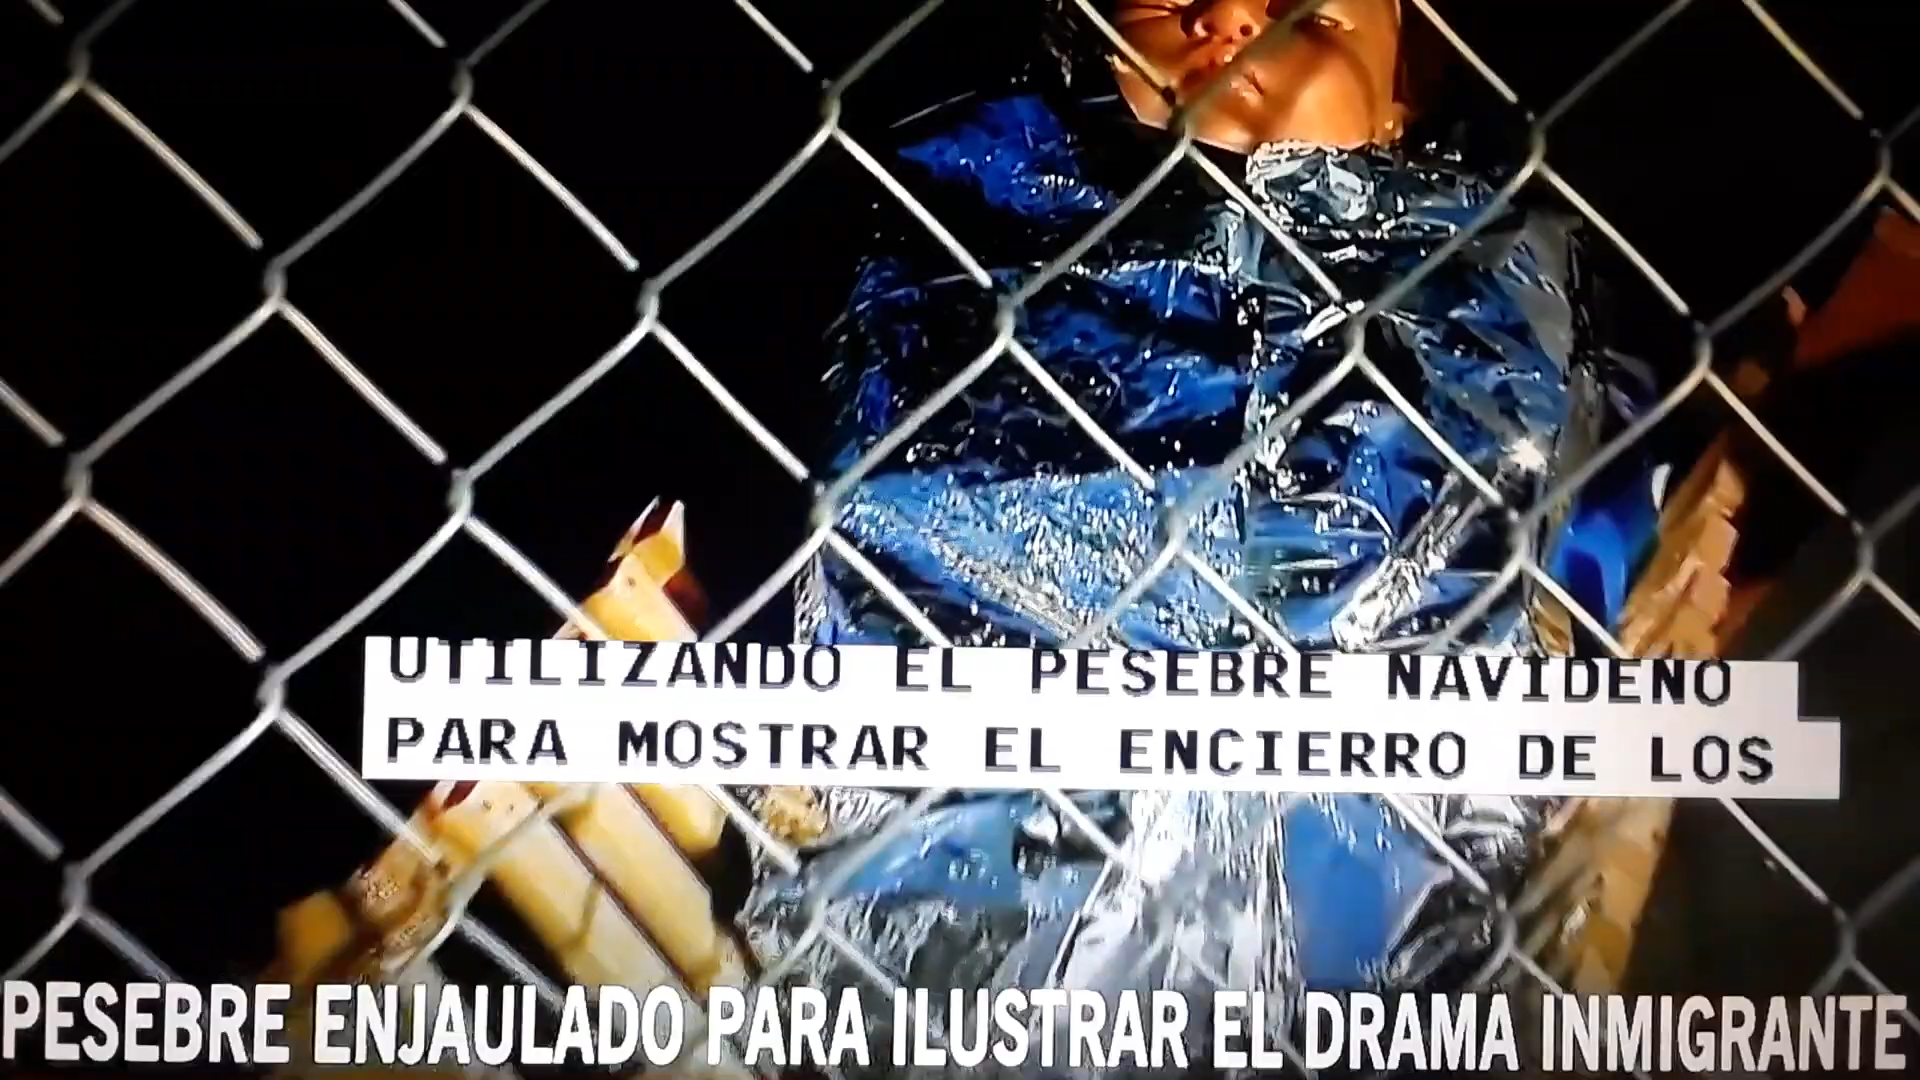 UTILIZANDO EL PESEBRE NAVIDENO
PARA MOSTRAR EL ENCIERRO DE LOS
PESEBRE ENJAULADO PARA ILUSTRAR EL DRAMA INMIGRANTE